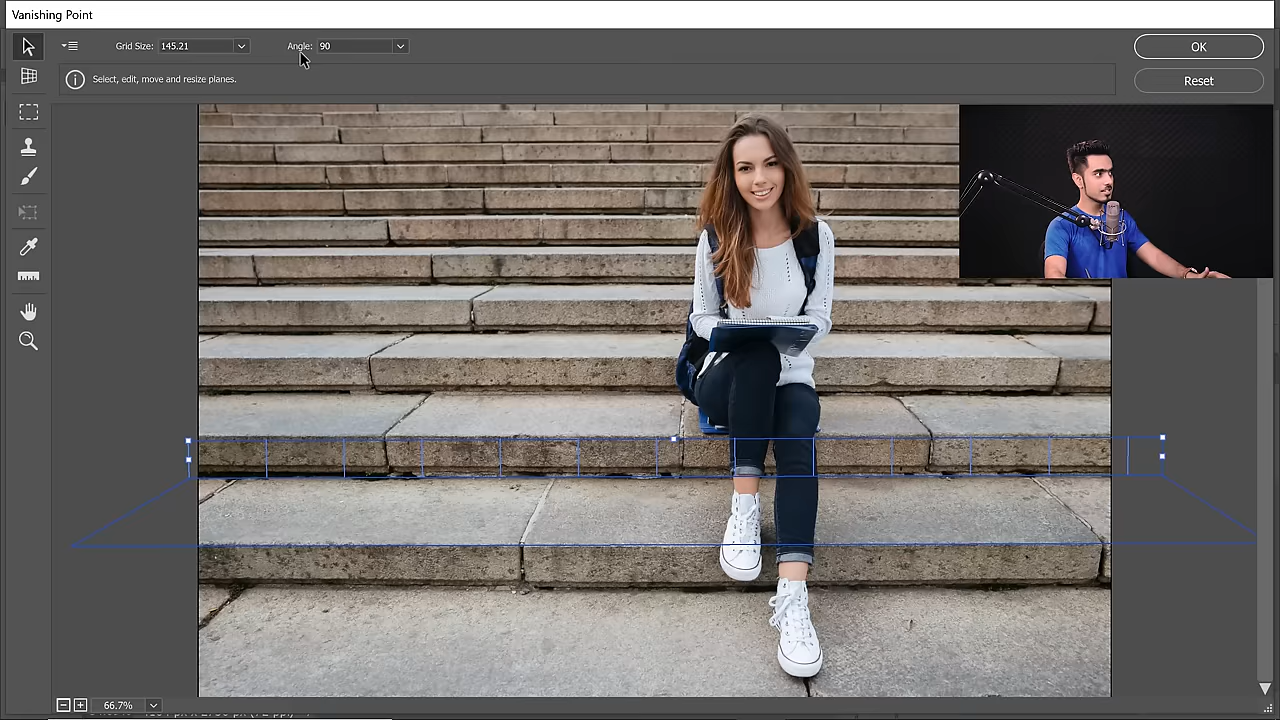 Vanishing Point
Grid Size: 145.21 Angle: 90
OK
Select, edit, move and resize planes.
Reset
66.7%